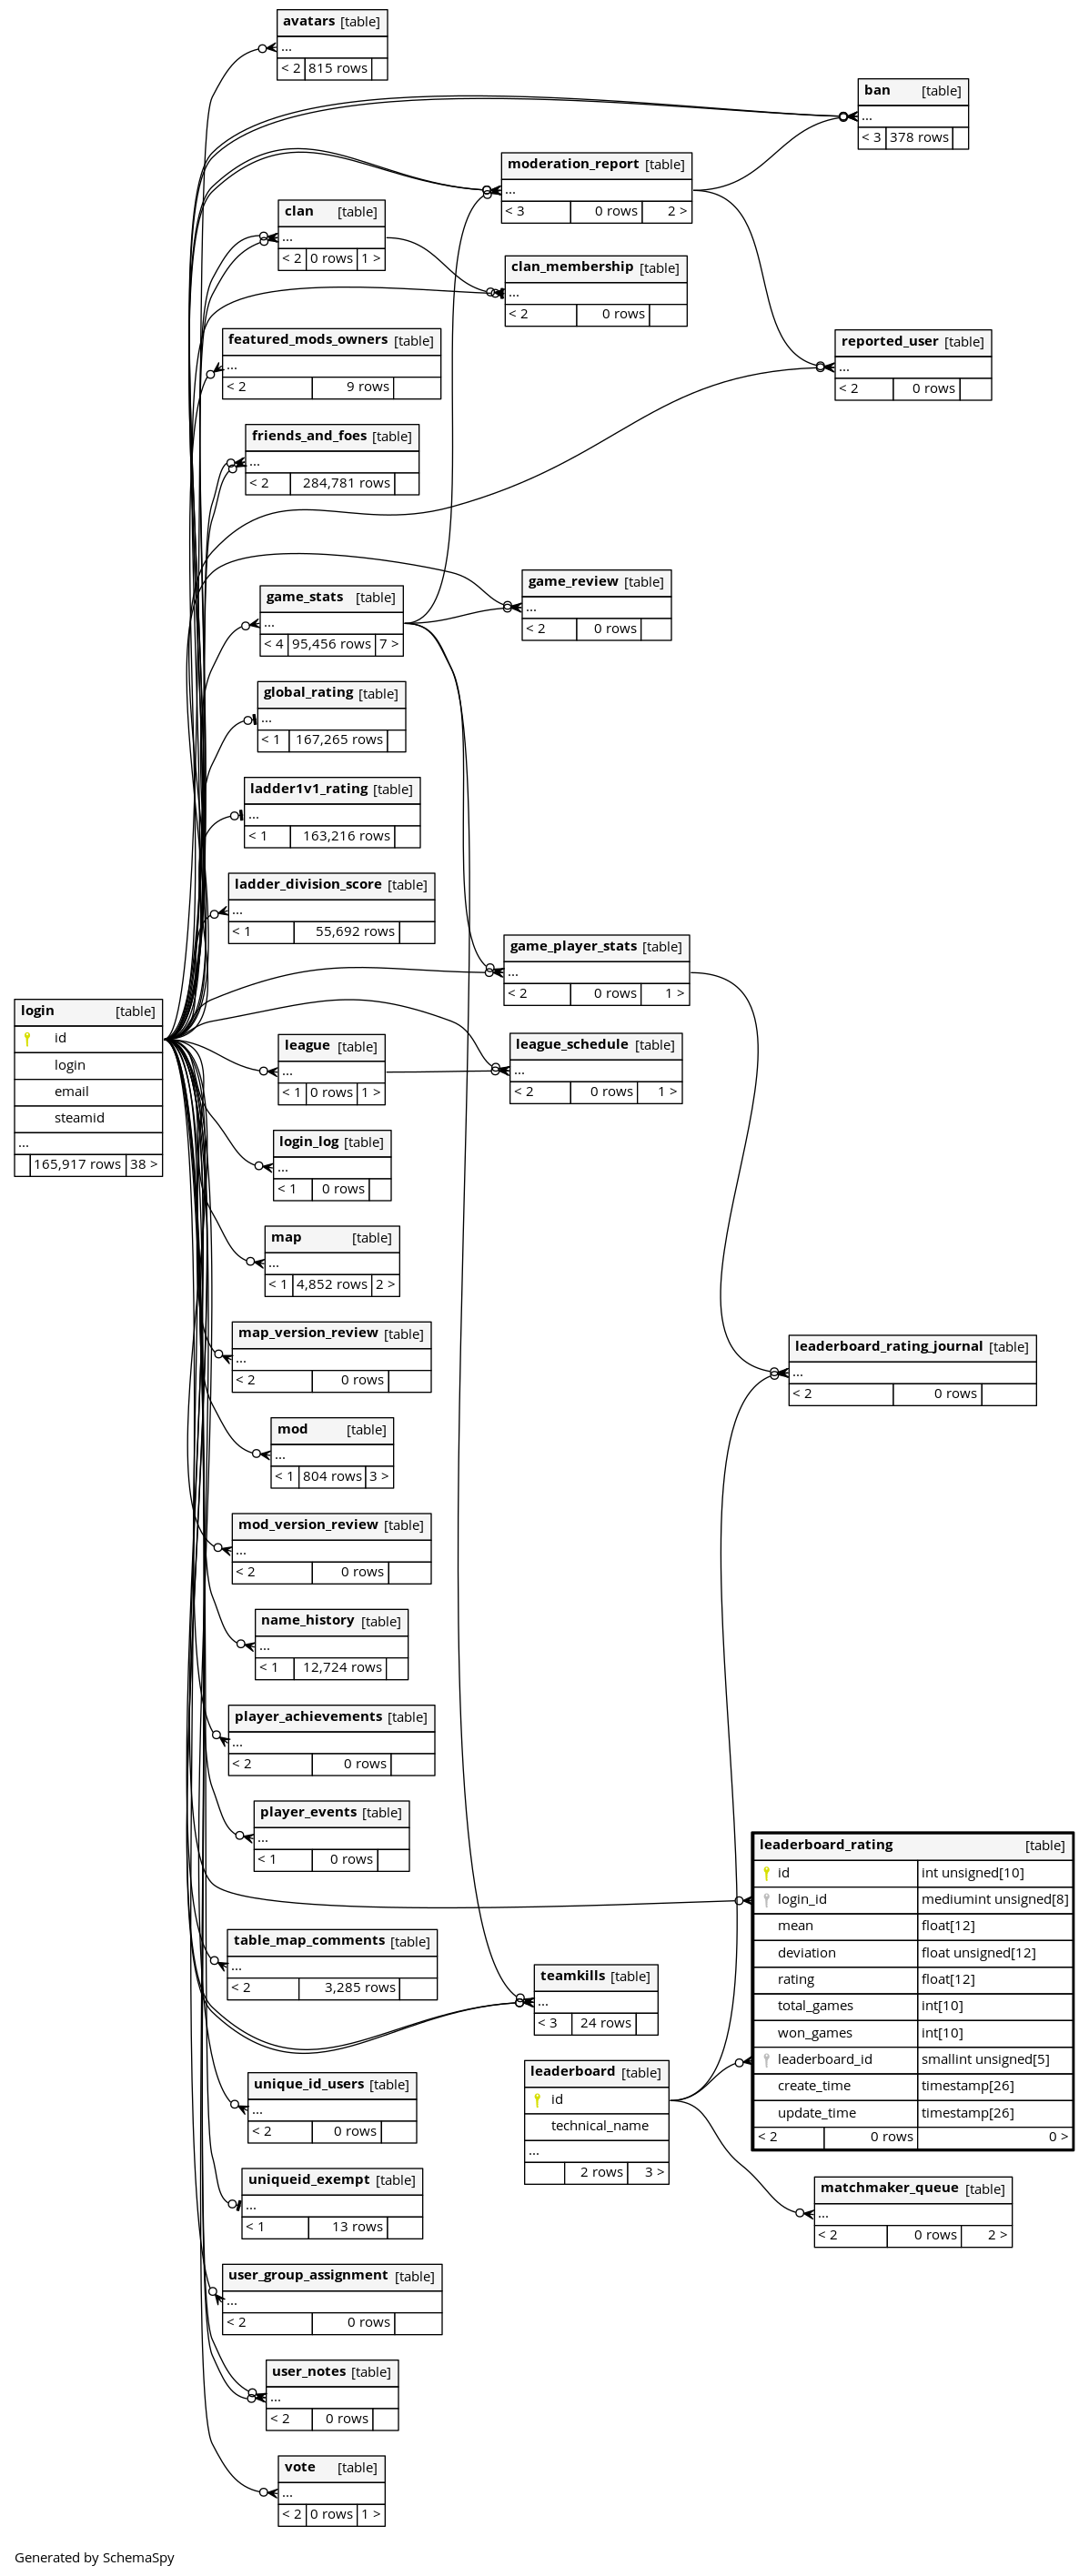 avatars [table]
...
< 2 815 rows
ban [table]
...
< 3 378 rows
moderation_report [table]
...
< 3 0 rows 2 >
clan [table]
...
< 2 0 rows 1 >
clan_membership [table]
...
< 2 0 rows
featured_mods_owners [table]
...
< 2 9 rows
reported_user [table]
...
< 2 0 rows
friends_and_foes [table]
...
< 2 284,781 rows
game_review [table]
...
< 2 0 rows
game_stats [table]
...
< 4 95,456 rows 7 >
global_rating [table]
...
< 1 167,265 rows
ladder1v1_rating [table]
...
< 1 163,216 rows
ladder_division_score [table]
...
< 1 55,692 rows
game_player_stats [table]
...
< 2 0 rows 1 >
login [table]
id
login
email
steamid
...
165,917 rows 38 >
league [table]
...
< 1 0 rows 1 >
league_schedule [table]
...
< 2 0 rows 1 >
login_log [table]
...
< 1 0 rows
map [table]
...
< 1 4,852 rows 2 >
map_version_review [table]
...
< 2 0 rows
leaderboard_rating_journal [table]
...
< 2 0 rows
mod [table]
...
< 1 804 rows 3 >
mod_version_review [table]
...
< 2 0 rows
name_history [table]
...
< 1 12,724 rows
player_achievements [table]
...
< 2 0 rows
player_events [table]
...
< 1 0 rows
leaderboard_rating [table]
id int unsigned[10]
login_id mediumint unsigned[8]
mean float[12]
deviation float unsigned[12]
rating float[12]
total_games int[10]
won_games int[10]
leaderboard_id smallint unsigned[5]
create_time timestamp[26]
update_time timestamp[26]
< 2 0 rows 0 >
table_map_comments [table]
...
< 2 3,285 rows
teamkills [table]
...
< 3 24 rows
leaderboard [table]
id
technical_name
...
2 rows 3 >
unique_id_users [table]
...
< 2 0 rows
uniqueid_exempt [table]
...
< 1 13 rows
matchmaker_queue [table]
...
< 2 0 rows 2 >
user_group_assignment [table]
...
< 2 0 rows
user_notes [table]
...
< 2 0 rows
vote [table]
...
< 2 0 rows 1 >
Generated by SchemaSpy